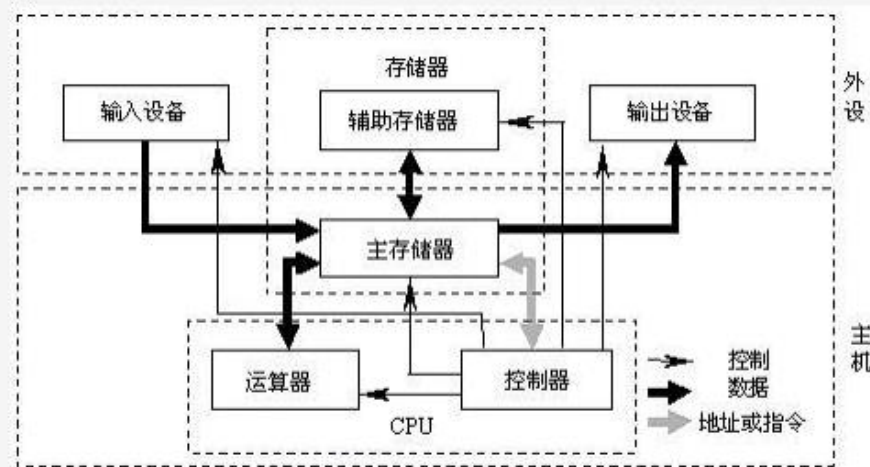 存储器
输入设备
辅助存储器
输出设备
外设
主存储器
运算器
控制器
CPU
主机
控制
数据
地址或指令